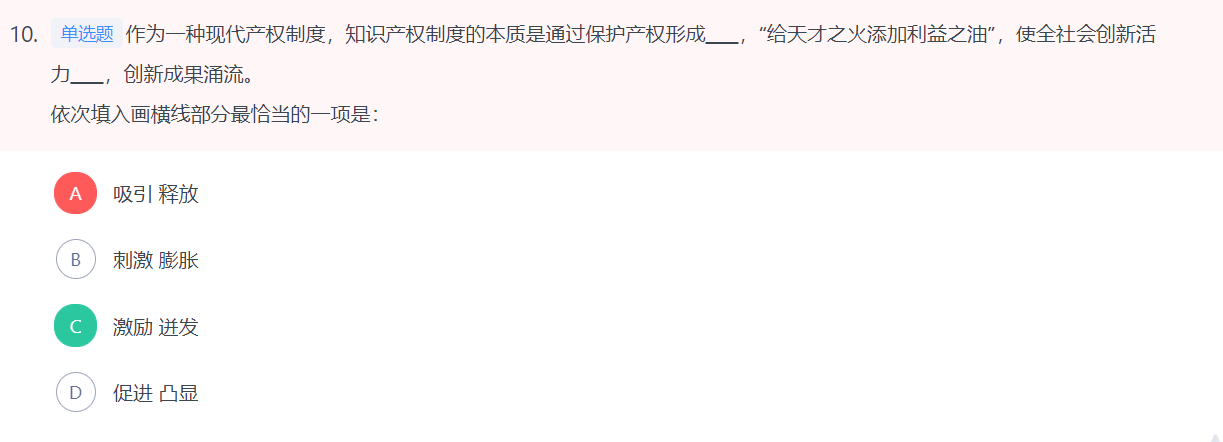 10. 单选题 作为一种现代产权制度，知识产权制度的本质是通过保护产权形成___，“给天才之火添加利益之油”，使全社会创新活
力___，创新成果涌流。
依次填入画横线部分最恰当的一项是：
A 吸引 释放
B 刺激 膨胀
C 激励 迸发
D 促进 凸显